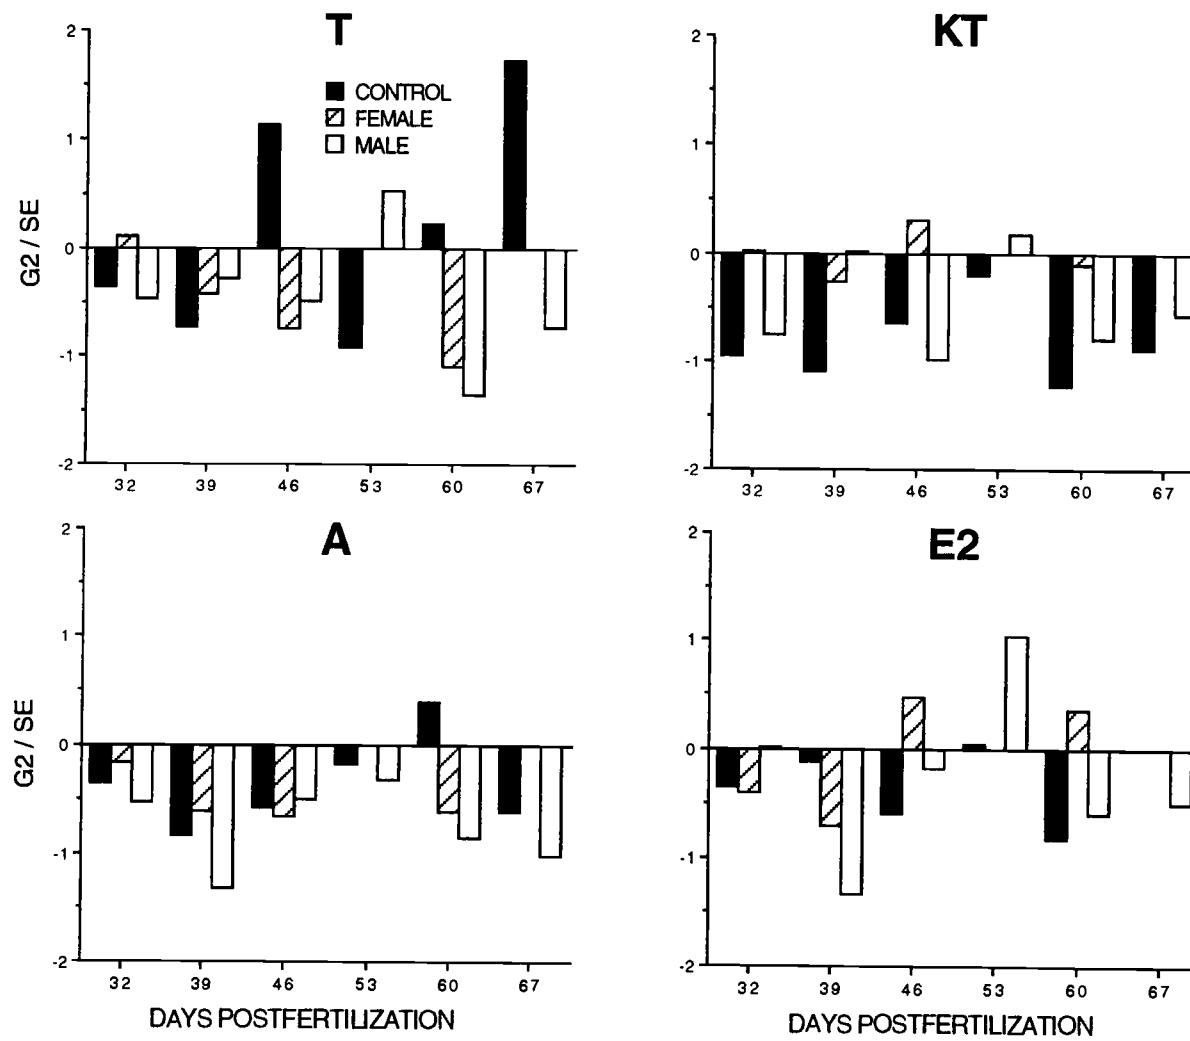 T
2
1
0
-1
-2
G2 / SE
CONTROL
FEMALE
MALE
32 39 46 53 60 67
KT
2
1
0
-1
-2
32 39 46 53 60 67
A
2
1
0
-1
-2
G2 / SE
32 39 46 53 60 67
DAYS POSTFERTILIZATION
E2
2
1
0
-1
-2
32 39 46 53 60 67
DAYS POSTFERTILIZATION